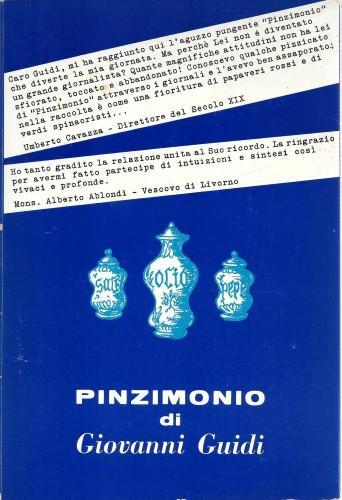 Caro Guidi, mi ha raggiunto qui l'aguzzo pungente "Pinzimonio"
che diverte la mia giornata. Ma perchè Lei non é diventato
un grande giornalista? Quante magnifiche attitudini non ha lei
sfiorato, toccato e abbandonato! Conoscevo qualche pizzicato
di "Pinzimonio" attraverso i giornali e l'avevo ben assaporato;
nella raccolta è come una fioritura di papaveri rossi e di
verdi spinacristi...
Umberto Cavazza - Direttore del Secolo XIX
Ho tanto gradito la relazione unita al Suo ricordo. La ringrazio
per avermi fatto partecipe di intuizioni e sintesi così
vivaci e profonde.
Mons. Alberto Ablondi - Vescovo di Livorno
sale
olio
pepe
PINZIMONIO
di
Giovanni Guidi